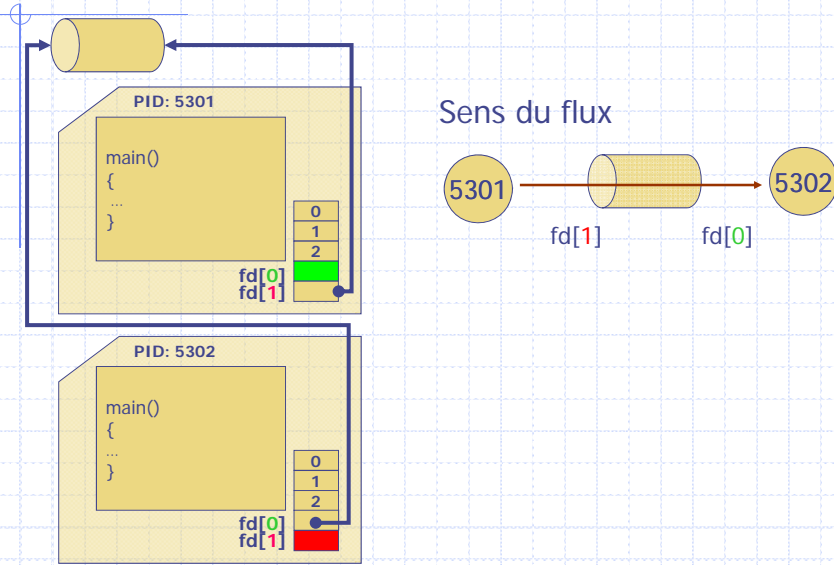 PID: 5301
main()
{
...
}
0
1
2
fd[0]
fd[1]
Sens du flux
5301
5302
fd[1]
fd[0]
PID: 5302
main()
{
...
}
0
1
2
fd[0]
fd[1]